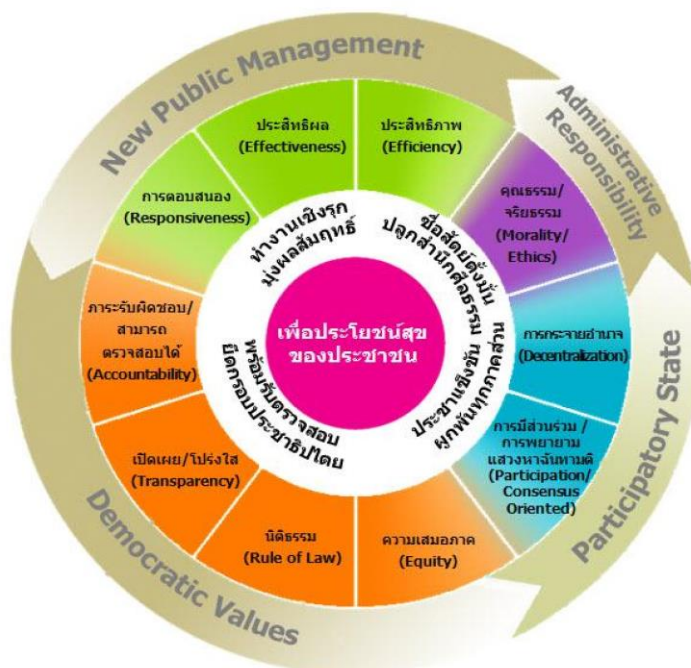 New Public Management
Administrative
Responsibility
Participatory State
Democratic Values
ประสิทธิผล
(Effectiveness)
ประสิทธิภาพ
(Efficiency)
คุณธรรม/
จริยธรรม
(Morality/
Ethics)
การกระจายอำนาจ
(Decentralization)
การมีส่วนร่วม /
การพยายาม
แสวงหาฉันทามติ
(Participation/
Consensus
Oriented)
ความเสมอภาค
(Equity)
นิติธรรม
(Rule of Law)
เปิดเผย/โปร่งใส
(Transparency)
ภาระรับผิดชอบ/
สามารถ
ตรวจสอบได้
(Accountability)
การตอบสนอง
(Responsiveness)
ทำงานเชิงรุก
มุ่งผลสัมฤทธิ์
ซื่อสัตย์ตั้งมั่น
ปลูกสำนึกศีลธรรม
ประชาแข็งขัน
ผูกพันทุกภาคส่วน
พร้อมรับตรวจสอบ
ยึดกรอบประชาธิปไตย
เพื่อประโยชน์สุข
ของประชาชน